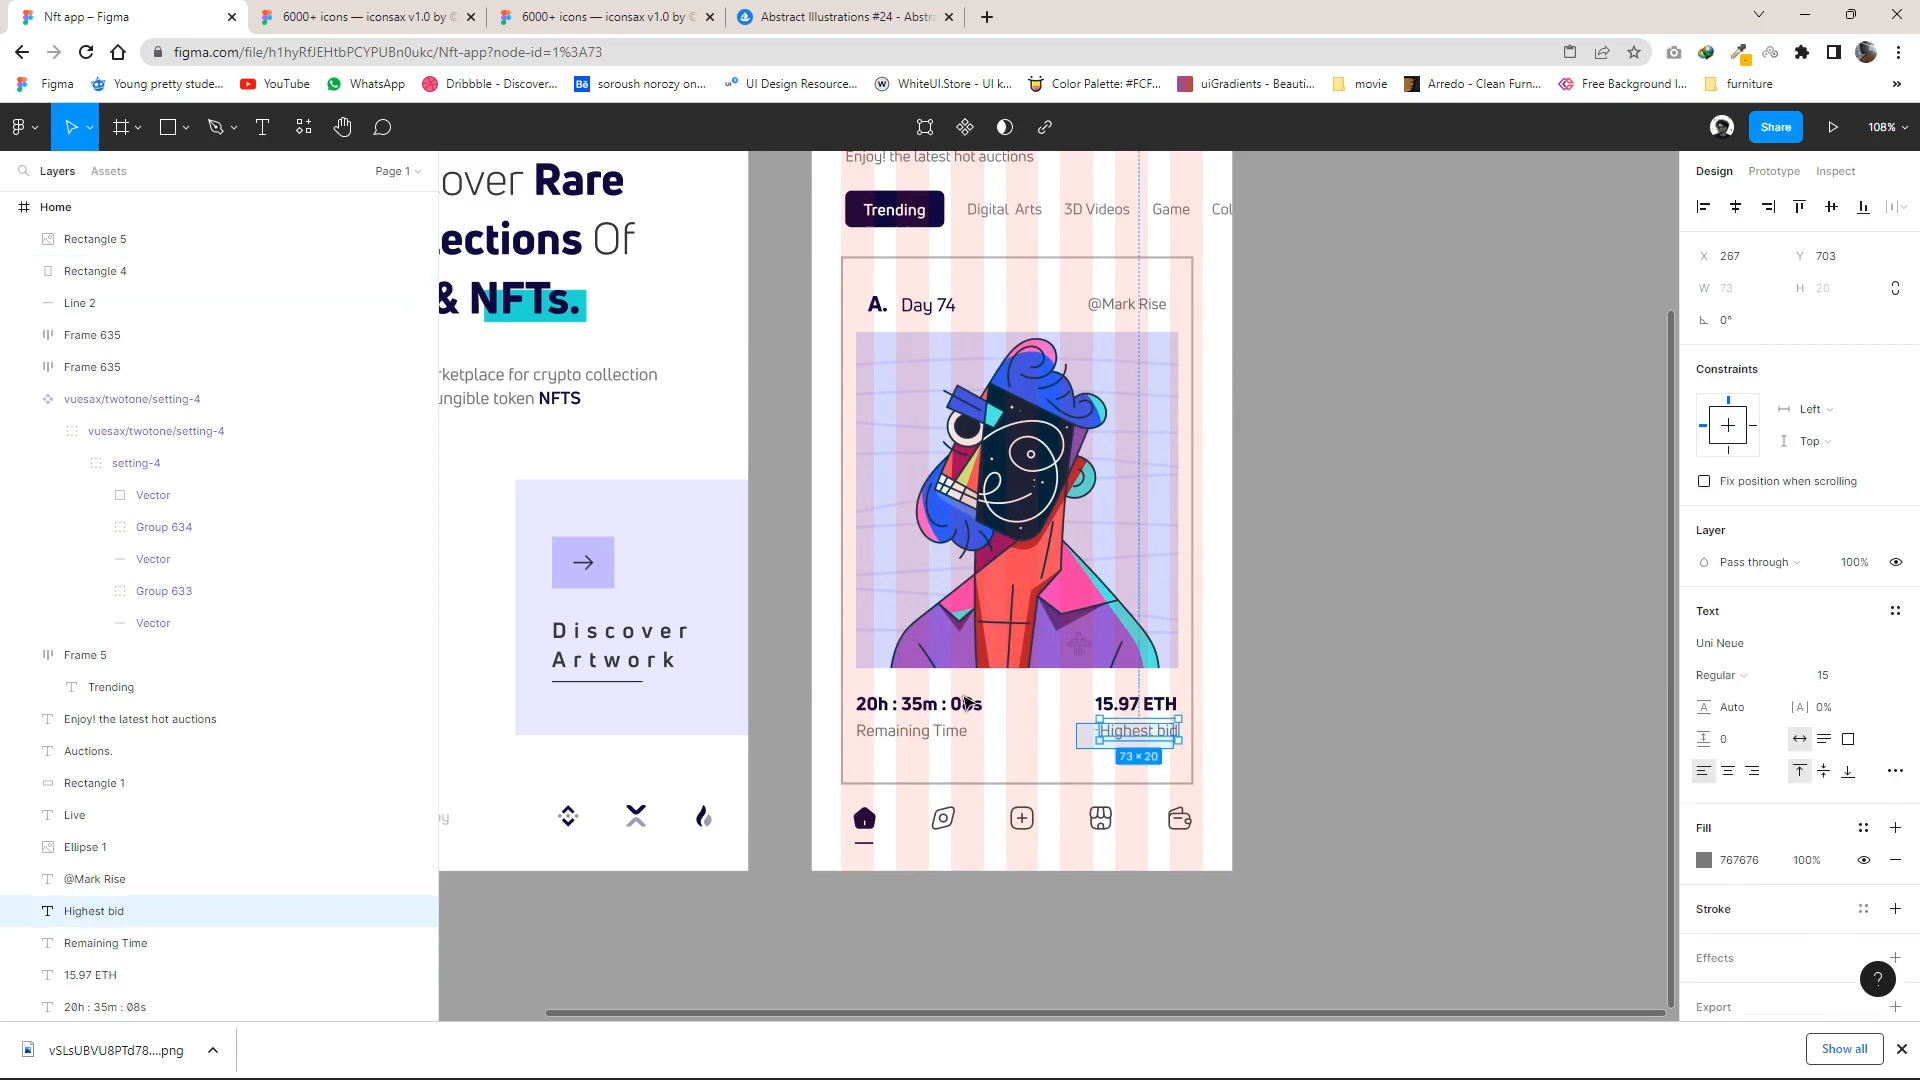 Nft app – Figma
6000+ icons — iconsax v1.0 by
6000+ icons — iconsax v1.0 by
Abstract Illustrations #24 - Abstr
figma.com/file/h1hyRfJEHtbPCYPUBn0ukc/Nft-app?node-id=1%3A73
Figma
Young pretty stude...
YouTube
WhatsApp
Dribbble - Discover...
soroush norozy on...
UI Design Resource...
WhiteUI.Store - UI k...
Color Palette: #FCF...
uiGradients - Beauti...
movie
Arredo - Clean Furn...
Free Background I...
furniture
Share
108%
Layers
Assets
Page 1
Home
Rectangle 5
Rectangle 4
Line 2
Frame 635
Frame 635
vuesax/twotone/setting-4
vuesax/twotone/setting-4
setting-4
Vector
Group 634
Vector
Group 633
Vector
Frame 5
Trending
Enjoy! the latest hot auctions
Auctions.
Rectangle 1
Live
Ellipse 1
@Mark Rise
Highest bid
Remaining Time
15.97 ETH
20h : 35m : 08s
over Rare
ections Of
& NFTs.
ketplace for crypto collection
ungible token NFTS
Discover
Artwork
Enjoy! the latest hot auctions
Trending
Digital Arts
3D Videos
Game
Col
A. Day 74
@Mark Rise
20h : 35m : 08s
15.97 ETH
Remaining Time
Highest bid
73 × 20
Design
Prototype
Inspect
X 267
Y 703
W 73
H 20
0°
Constraints
Left
Top
Fix position when scrolling
Layer
Pass through
100%
Text
Uni Neue
Regular
15
Auto
|A| 0%
0
Fill
767676
100%
Stroke
Effects
?
Export
vSLsUBVU8PTd78....png
Show all